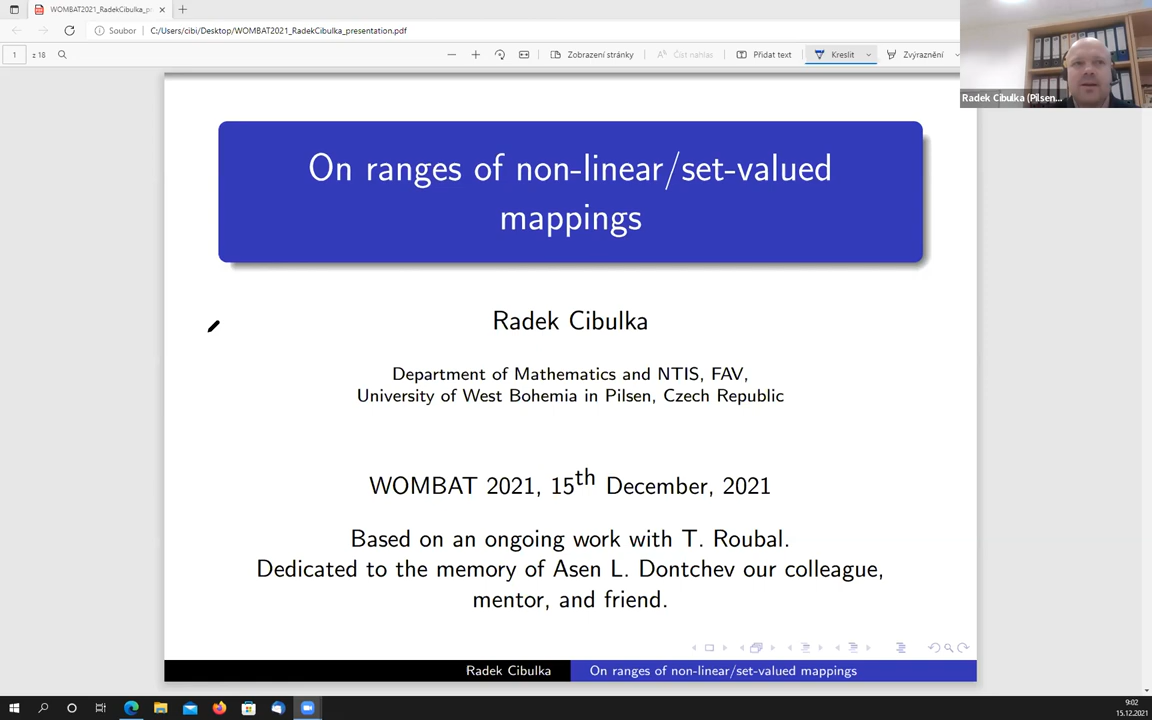 WOMBAT2021_RadekCibulka_pr
Soubor
C:/Users/cibi/Desktop/WOMBAT2021_RadekCibulka_presentation.pdf
1
z 18
Zobrazení stránky
Číst nahlas
Přidat text
Kreslit
Zvýraznění
Radek Cibulka (Pilsen...
On ranges of non-linear/set-valued
mappings
Radek Cibulka
Department of Mathematics and NTIS, FAV,
University of West Bohemia in Pilsen, Czech Republic
WOMBAT 2021, 15th December, 2021
Based on an ongoing work with T. Roubal.
Dedicated to the memory of Asen L. Dontchev our colleague,
mentor, and friend.
Radek Cibulka
On ranges of non-linear/set-valued mappings
9:02
15.12.2021